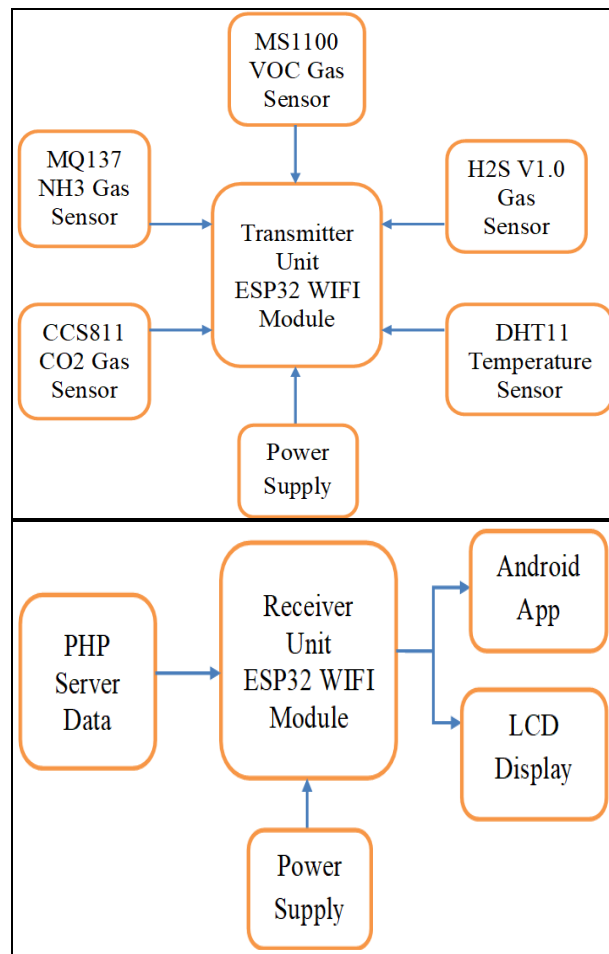 MS1100
VOC Gas
Sensor
MQ137
NH3 Gas
Sensor
H2S V1.0
Gas
Sensor
Transmitter
Unit
ESP32 WIFI
Module
CCS811
CO2 Gas
Sensor
DHT11
Temperature
Sensor
Power
Supply
Android
App
PHP
Server
Data
Receiver
Unit
ESP32 WIFI
Module
LCD
Display
Power
Supply